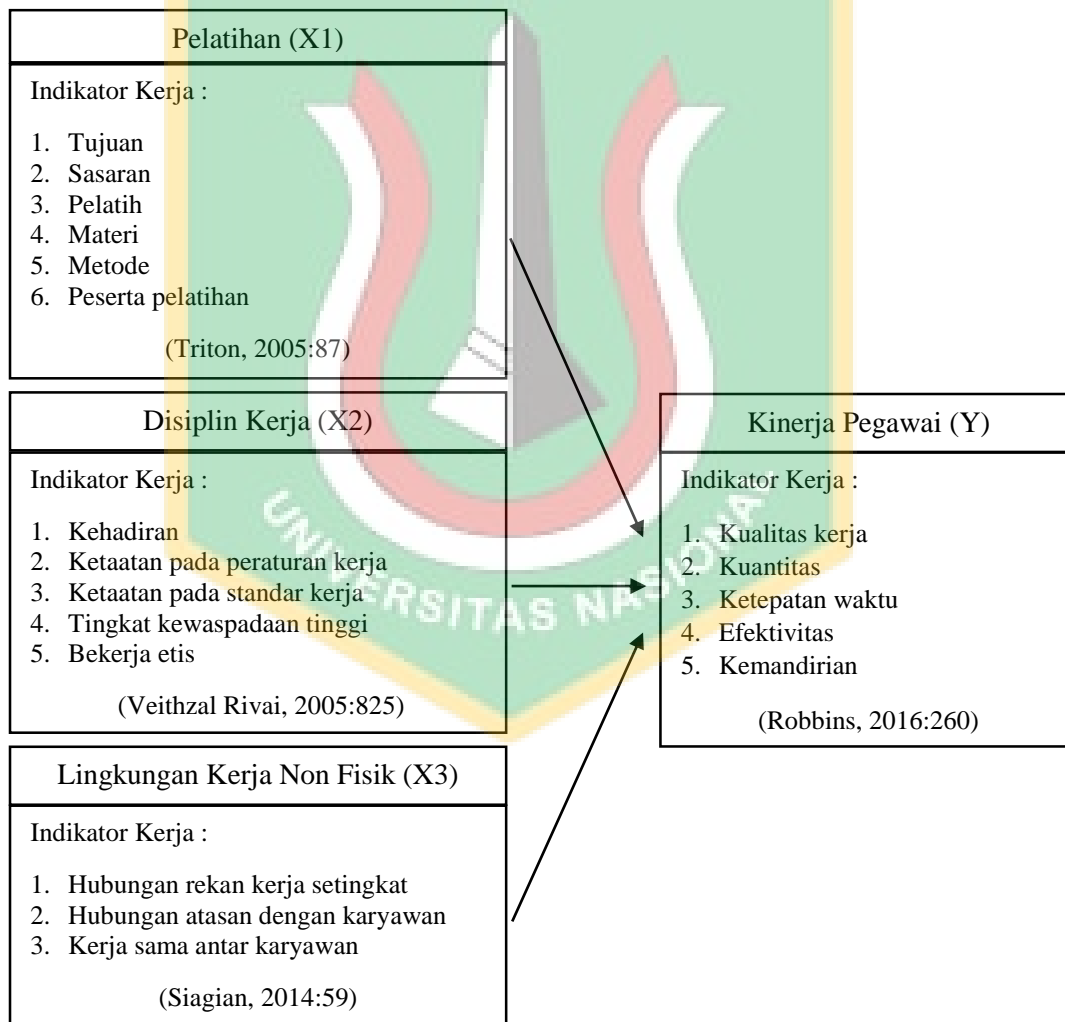 Pelatihan (X1)
Indikator Kerja :
1. Tujuan
2. Sasaran
3. Pelatih
4. Materi
5. Metode
6. Peserta pelatihan
(Triton, 2005:87)
Disiplin Kerja (X2)
Indikator Kerja :
1. Kehadiran
2. Ketaatan pada peraturan kerja
3. Ketaatan pada standar kerja
4. Tingkat kewaspadaan tinggi
5. Bekerja etis
(Veithzal Rivai, 2005:825)
Lingkungan Kerja Non Fisik (X3)
Indikator Kerja :
1. Hubungan rekan kerja setingkat
2. Hubungan atasan dengan karyawan
3. Kerja sama antar karyawan
(Siagian, 2014:59)
Kinerja Pegawai (Y)
Indikator Kerja :
1. Kualitas kerja
2. Kuantitas
3. Ketepatan waktu
4. Efektivitas
5. Kemandirian
(Robbins, 2016:260)
UNIVERSITAS NASIONAL